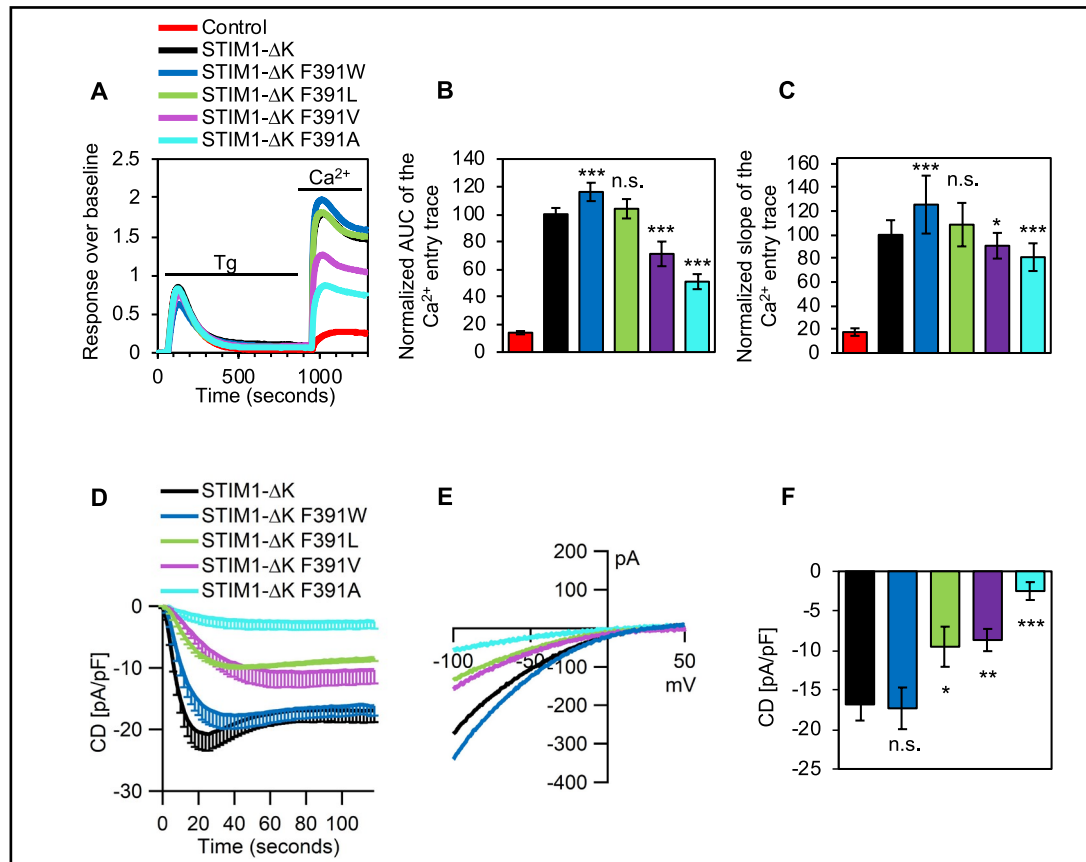 Control
STIM1-ΔK
STIM1-ΔK F391W
STIM1-ΔK F391L
STIM1-ΔK F391V
STIM1-ΔK F391A
A
Response over baseline
2.5
2
1.5
1
0.5
0
Tg
Ca2+
0 500 1000
Time (seconds)
B
Normalized AUC of the
Ca2+ entry trace
140
120
100
80
60
40
20
0
***
n.s.
***
***
C
Normalized slope of the
Ca2+ entry trace
160
140
120
100
80
60
40
20
0
***
n.s.
*
***
D
STIM1-ΔK
STIM1-ΔK F391W
STIM1-ΔK F391L
STIM1-ΔK F391V
STIM1-ΔK F391A
CD [pA/pF]
0
-10
-20
-30
0 20 40 60 80 100
Time (seconds)
E
200
pA
100
-100 -50 50
mV
-100
-200
-300
-400
F
CD [pA/pF]
0
-5
-10
-15
-20
-25
n.s.
*
**
***